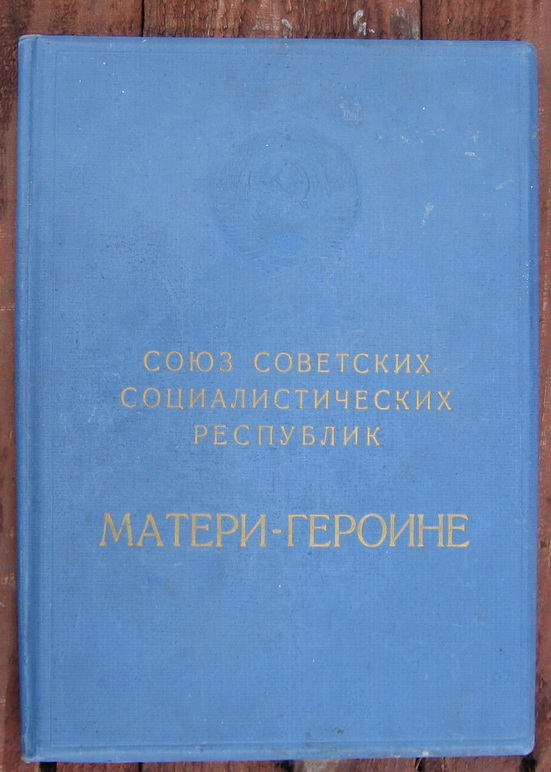 СОЮЗ СОВЕТСКИХ
СОЦИАЛИСТИЧЕСКИХ
РЕСПУБЛИК
МАТЕРИ-ГЕРОИНЕ